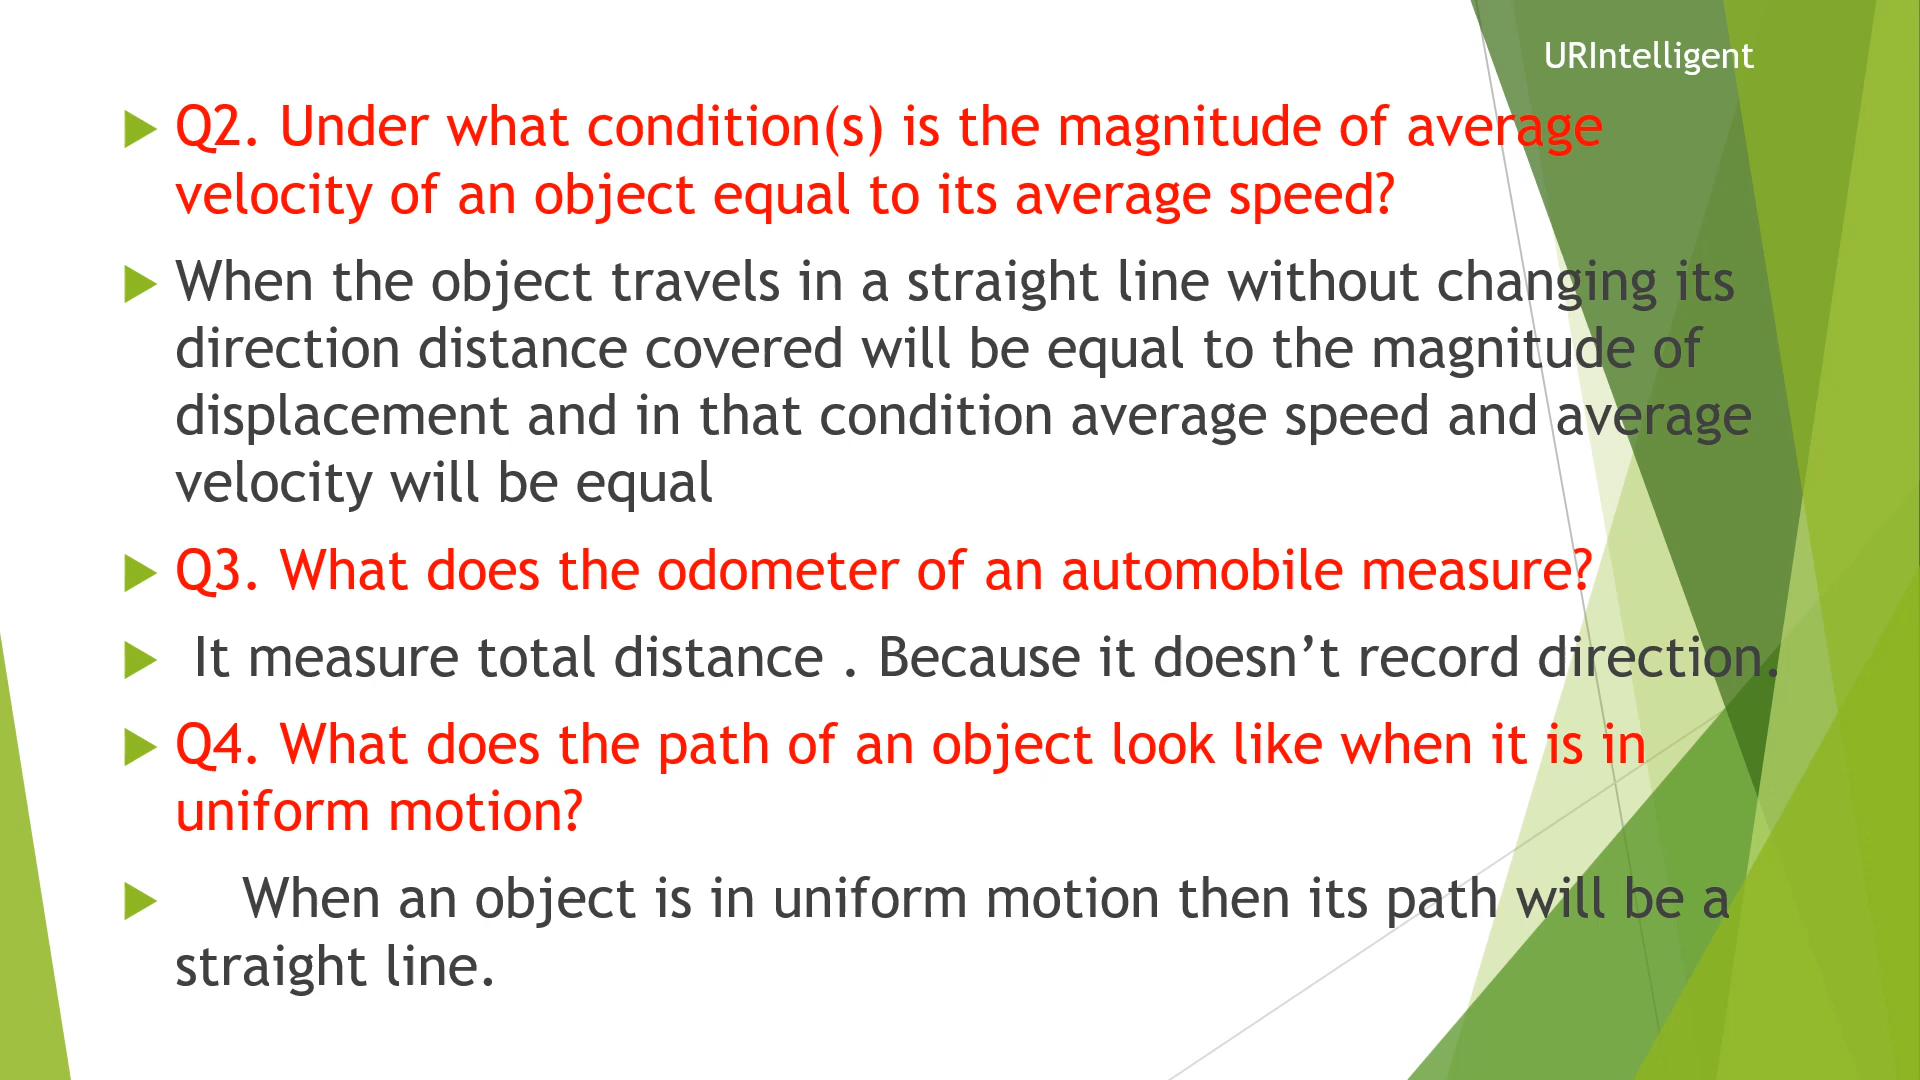 URIntelligent
Q2. Under what condition(s) is the magnitude of average
velocity of an object equal to its average speed?
When the object travels in a straight line without changing its
direction distance covered will be equal to the magnitude of
displacement and in that condition average speed and average
velocity will be equal
Q3. What does the odometer of an automobile measure?
It measure total distance . Because it doesn’t record direction.
Q4. What does the path of an object look like when it is in
uniform motion?
When an object is in uniform motion then its path will be a
straight line.